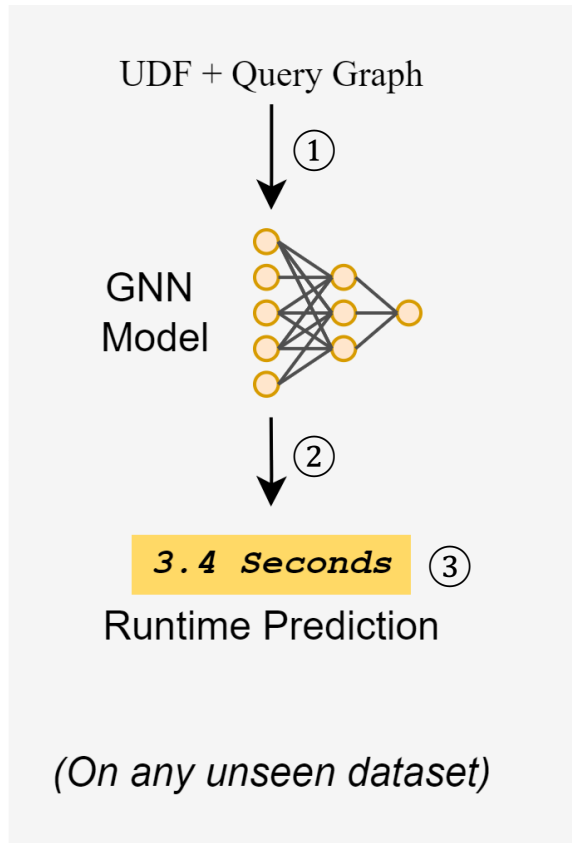 UDF + Query Graph
①
GNN
Model
②
3.4 Seconds ③
Runtime Prediction
(On any unseen dataset)